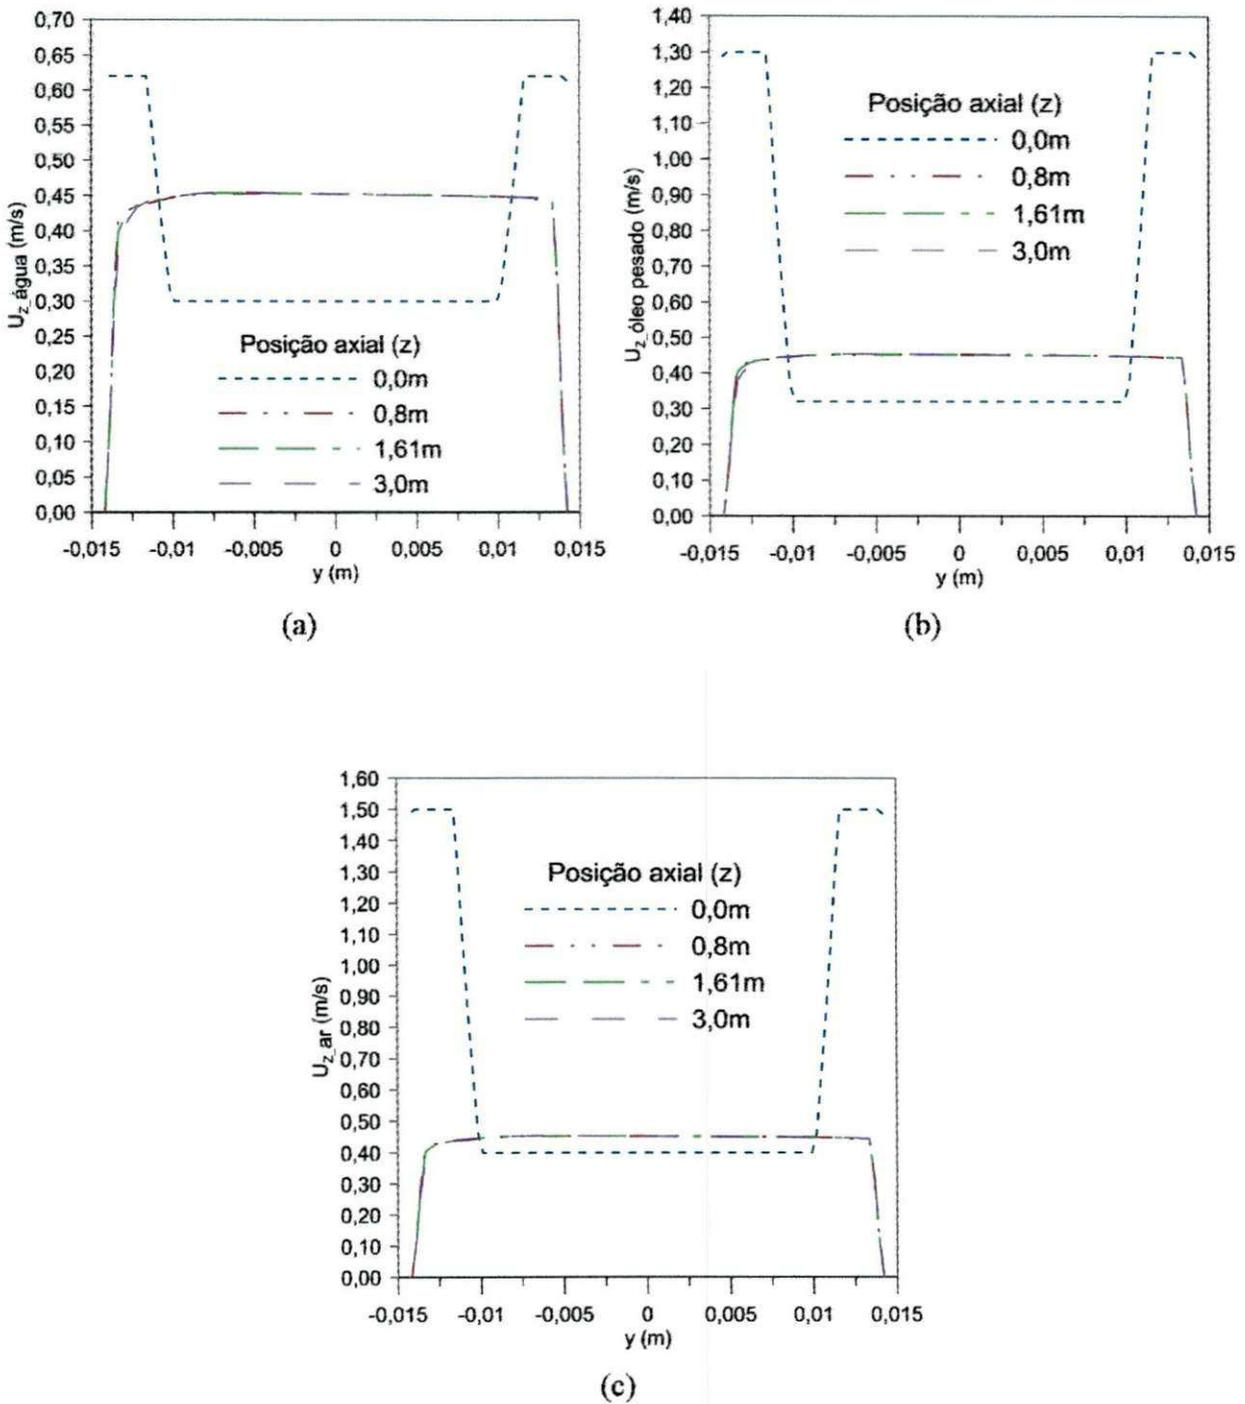 0,70
0,65
0,60
0,55
0,50
0,45
0,40
0,35
0,30
0,25
0,20
0,15
0,10
0,05
0,00
Uz_água (m/s)
Posição axial (z)
0,0m
0,8m
1,61m
3,0m
-0,015 -0,01 -0,005 0 0,005 0,01 0,015
y (m)
(a)
1,40
1,30
1,20
1,10
1,00
0,90
0,80
0,70
0,60
0,50
0,40
0,30
0,20
0,10
0,00
Uz_óleo pesado (m/s)
Posição axial (z)
0,0m
0,8m
1,61m
3,0m
-0,015 -0,01 -0,005 0 0,005 0,01 0,015
y (m)
(b)
1,60
1,50
1,40
1,30
1,20
1,10
1,00
0,90
0,80
0,70
0,60
0,50
0,40
0,30
0,20
0,10
0,00
Uz_ar (m/s)
Posição axial (z)
0,0m
0,8m
1,61m
3,0m
-0,015 -0,01 -0,005 0 0,005 0,01 0,015
y (m)
(c)